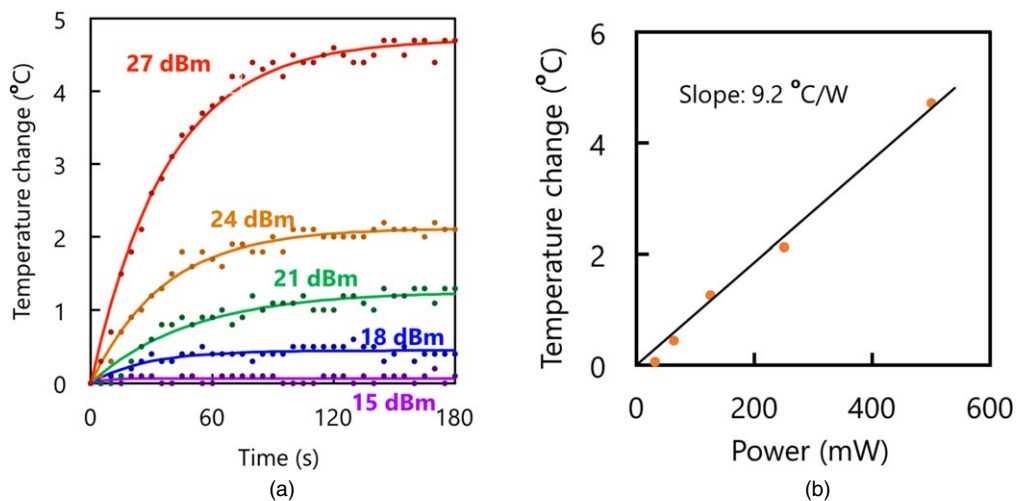 5
4
3
2
1
0
Temperature change (°C)
27 dBm
24 dBm
21 dBm
18 dBm
15 dBm
0
60
120
180
Time (s)
(a)
6
4
2
0
Temperature change (°C)
Slope: 9.2 °C/W
0
200
400
600
Power (mW)
(b)